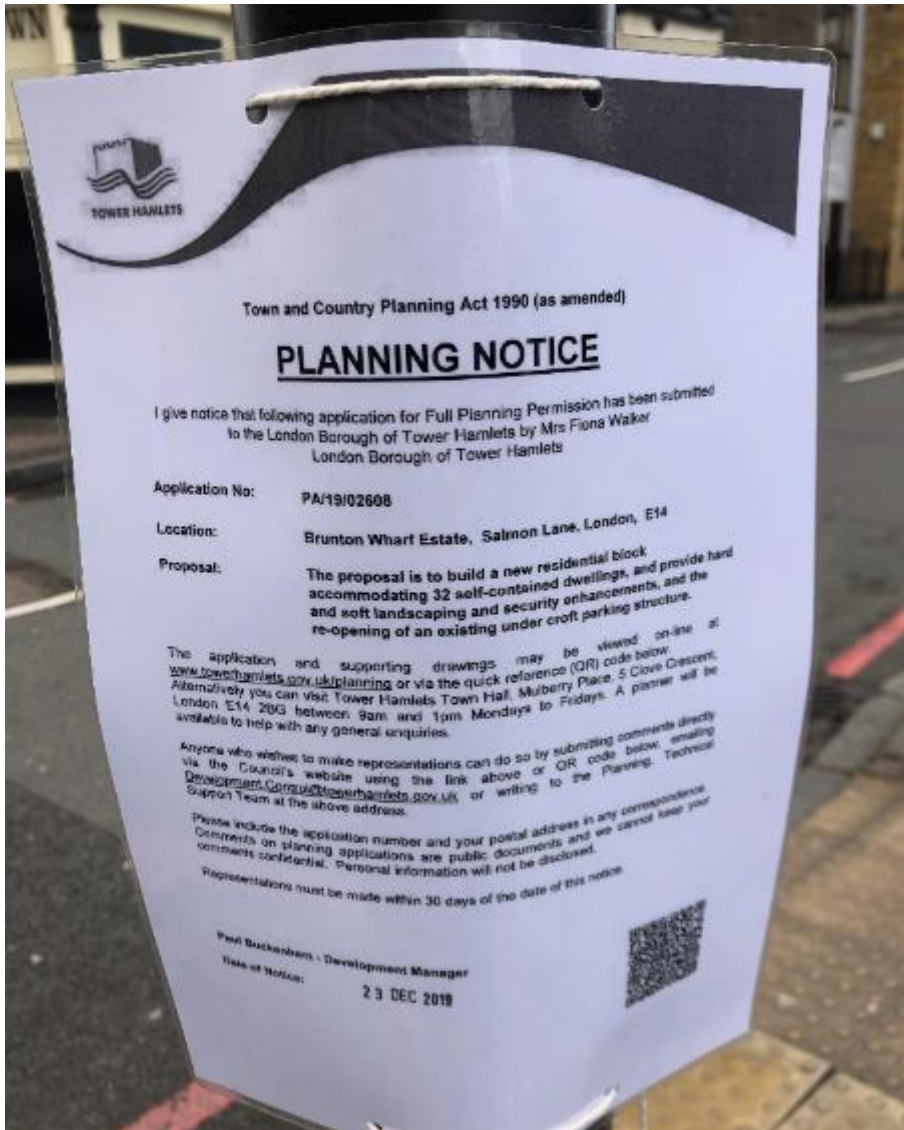 WN
TOWER HAMLETS
Town and Country Planning Act 1990 (as amended)
PLANNING NOTICE
I give notice that following application for Full Planning Permission has been submitted
to the London Borough of Tower Hamlets by Mrs Fiona Walker
London Borough of Tower Hamlets
Application No: PA/19/02608
Location: Brunton Wharf Estate, Salmon Lane, London, E14
Proposal: The proposal is to build a new residential block
accommodating 32 self-contained dwellings, and provide hard
and soft landscaping and security enhancements, and the
re-opening of an existing under croft parking structure.
The application and supporting drawings may be viewed on-line at
www.towerhamlets.gov.uk/planning or via the quick reference (QR) code below.
Alternatively you can visit Tower Hamlets Town Hall, Mulberry Place, 5 Clove Crescent,
London E14 2BG between 9am and 1pm Mondays to Fridays. A planner will be
available to help with any general enquiries.
Anyone who wishes to make representations can do so by submitting comments directly
via the Council's website using the link above or QR code below, emailing
Development.Control@towerhamlets.gov.uk or writing to the Planning, Technical
Support Team at the above address.
Please include the application number and your postal address in any correspondence.
Comments on planning applications are public documents and we cannot keep your
comments confidential. Personal information will not be disclosed.
Representations must be made within 30 days of the date of this notice.
Paul Buckenham - Development Manager
Date of Notice: 23 DEC 2019